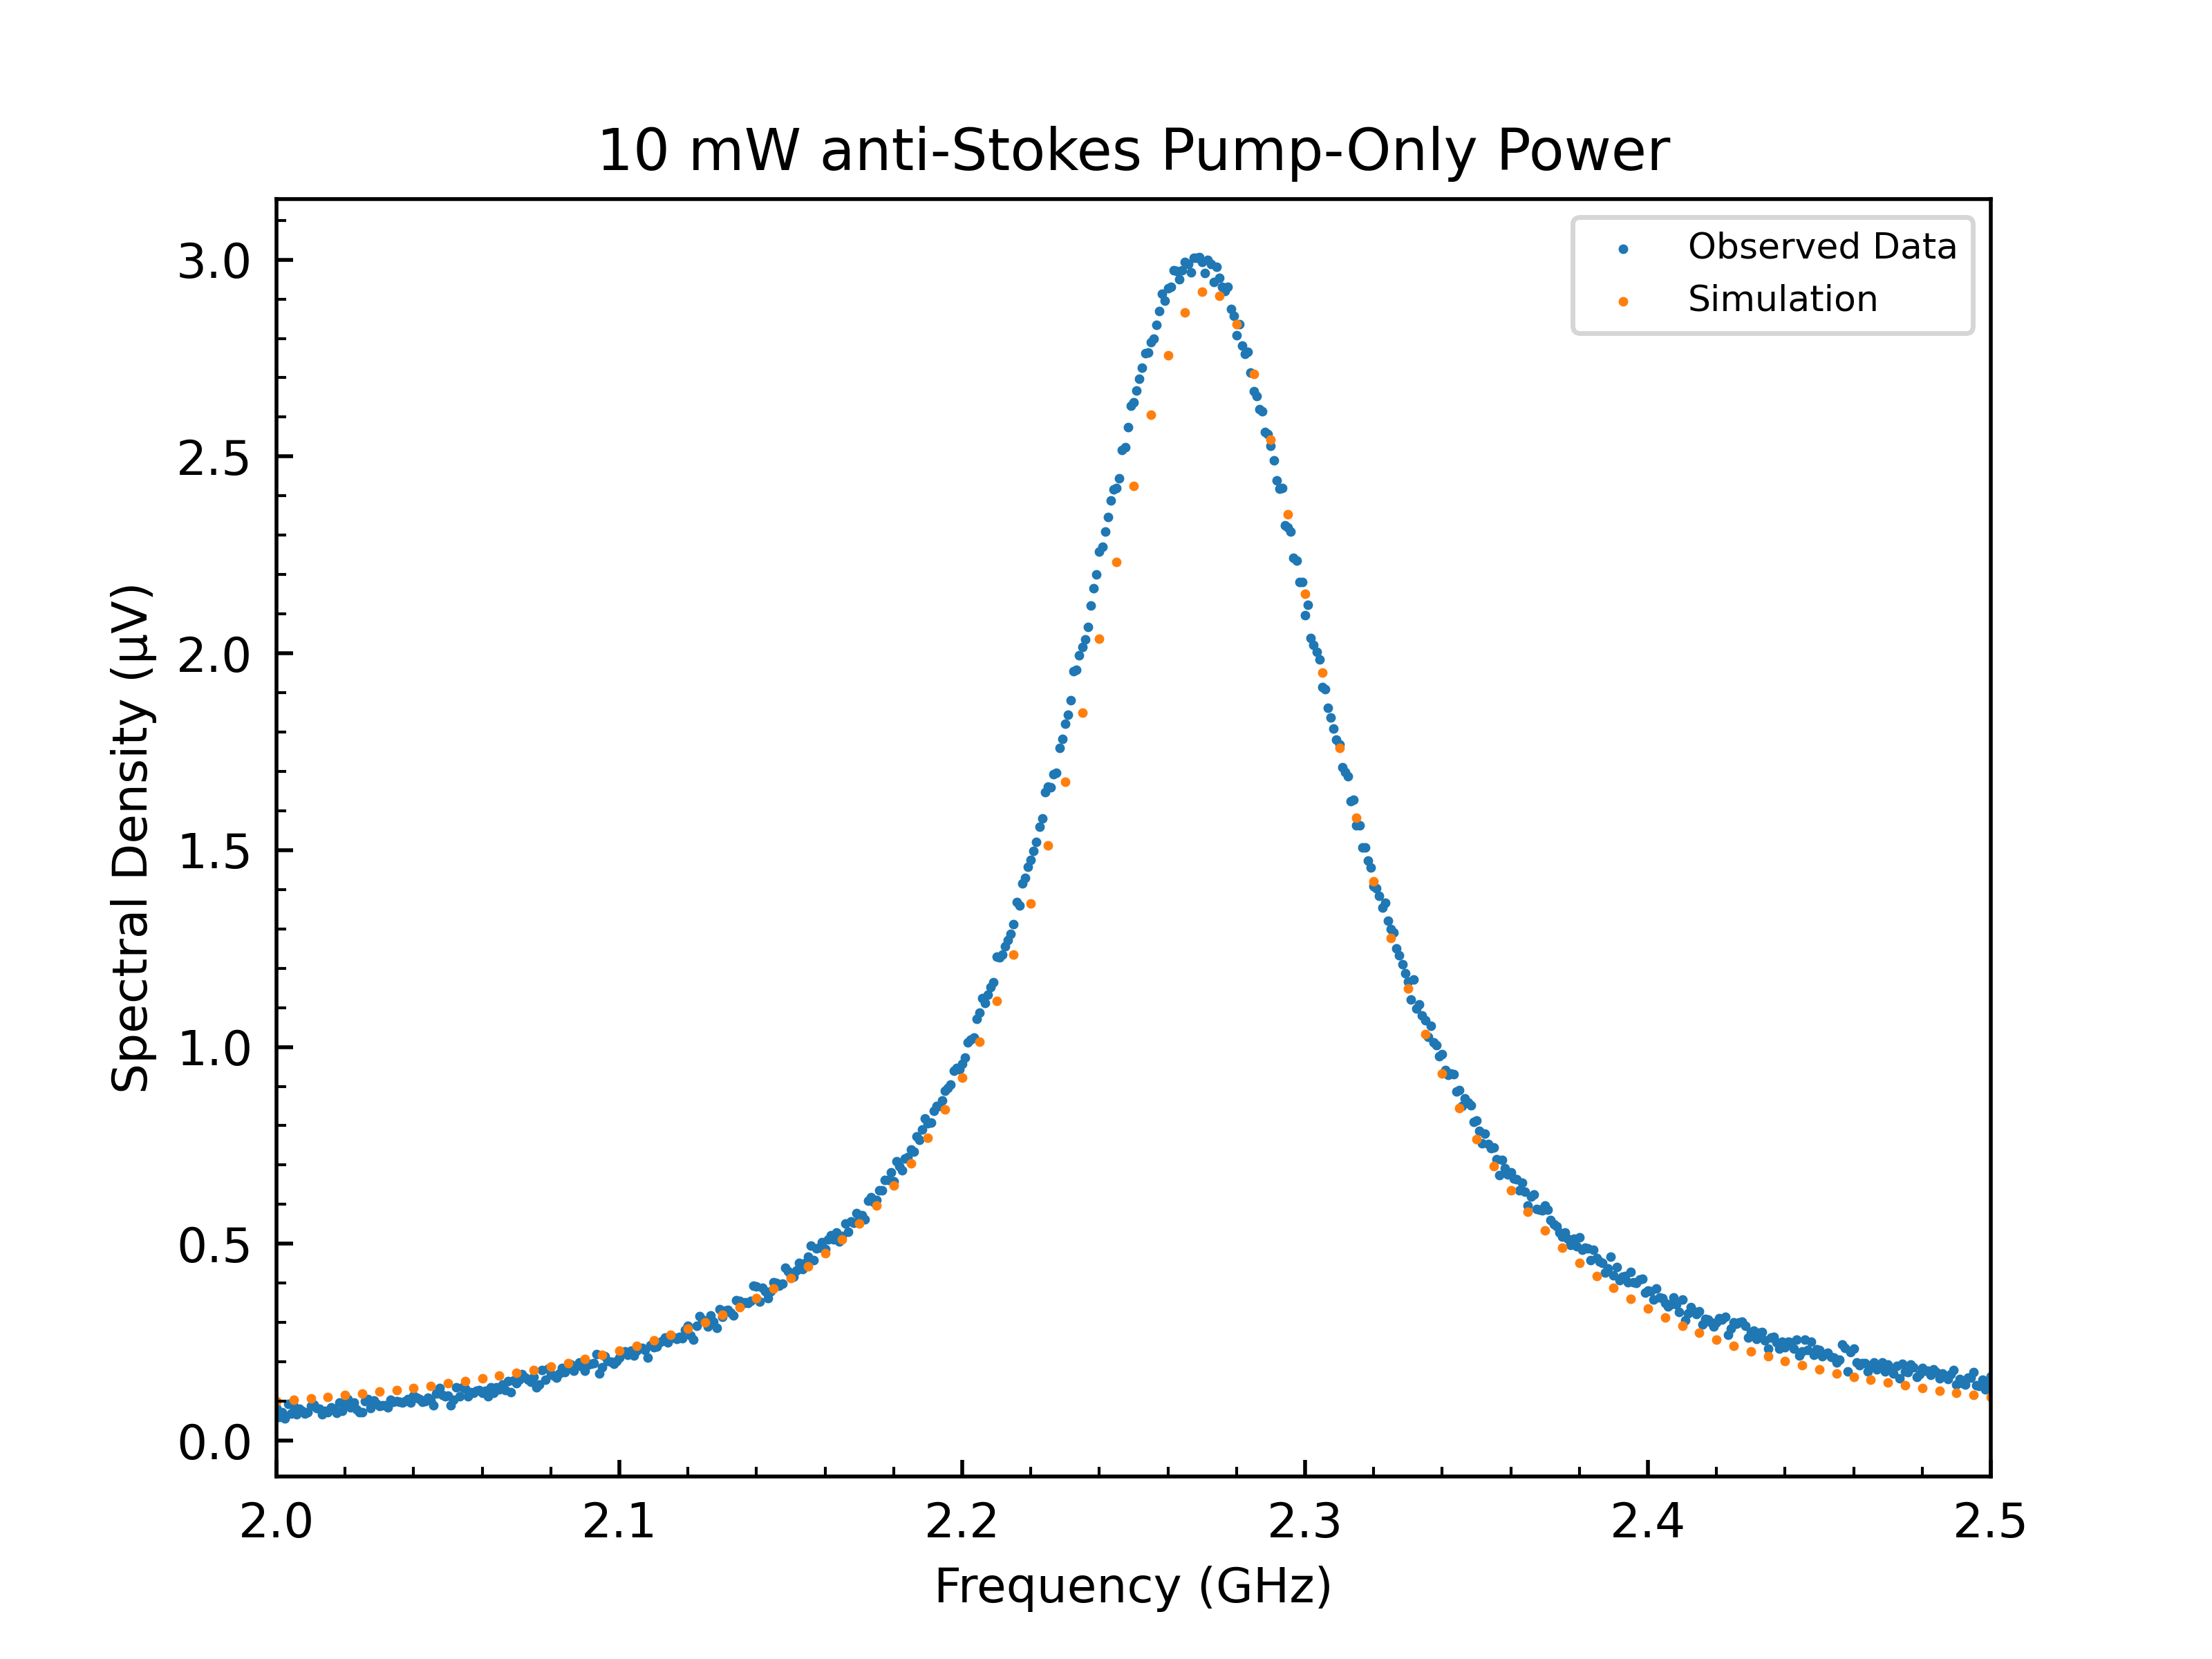 10 mW anti-Stokes Pump-Only Power
Observed Data
Simulation
3.0
2.5
2.0
1.5
1.0
0.5
0.0
Spectral Density (µV)
2.0 2.1 2.2 2.3 2.4 2.5
Frequency (GHz)